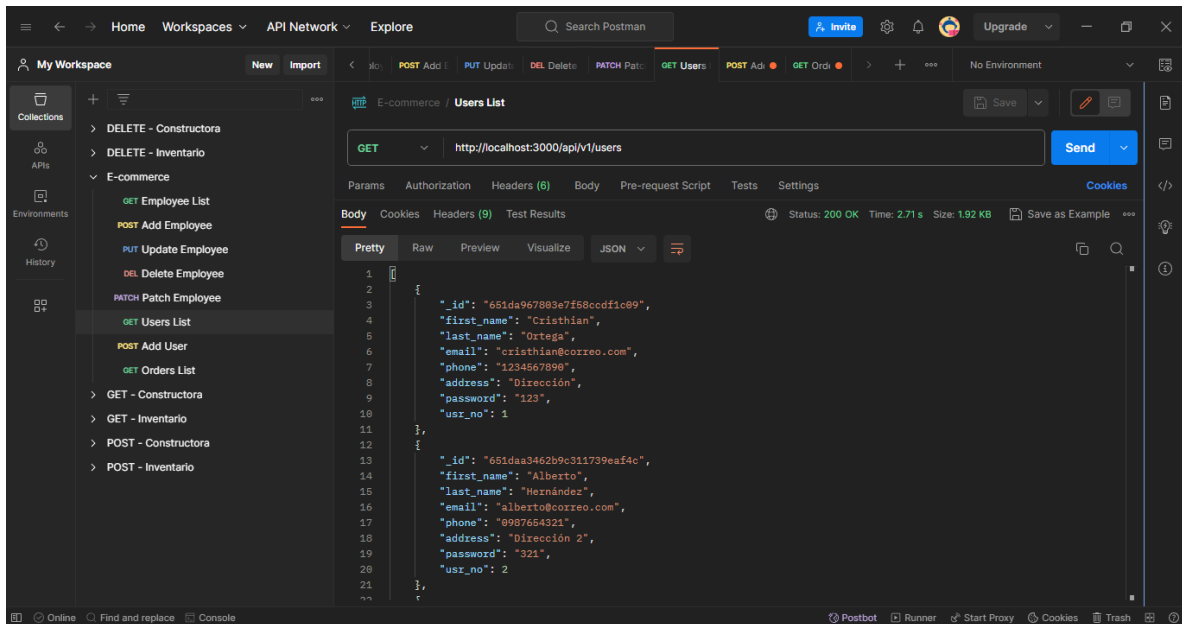 Home Workspaces API Network Explore Search Postman Invite Upgrade
My Workspace New Import POST Add E PUT Updat DEL Delete PATCH Patc GET Users POST Ad GET Ord No Environment
Collections
APIs
Environments
History
DELETE - Constructora
DELETE - Inventario
E-commerce
GET Employee List
POST Add Employee
PUT Update Employee
DEL Delete Employee
PATCH Patch Employee
GET Users List
POST Add User
GET Orders List
GET - Constructora
GET - Inventario
POST - Constructora
POST - Inventario
HTTP E-commerce / Users List Save
GET http://localhost:3000/api/v1/users Send
Params Authorization Headers (6) Body Pre-request Script Tests Settings Cookies
Body Cookies Headers (9) Test Results Status: 200 OK Time: 2.71 s Size: 1.92 KB Save as Example
Pretty Raw Preview Visualize JSON
1 [
2 {
3 "_id": "651da967803e7f58ccdf1c09",
4 "first_name": "Cristhian",
5 "last_name": "Ortega",
6 "email": "cristhian@correo.com",
7 "phone": "1234567890",
8 "address": "Dirección",
9 "password": "123",
10 "usr_no": 1
11 },
12 {
13 "_id": "651daa3462b9c311739eaf4c",
14 "first_name": "Alberto",
15 "last_name": "Hernández",
16 "email": "alberto@correo.com",
17 "phone": "0987654321",
18 "address": "Dirección 2",
19 "password": "321",
20 "usr_no": 2
21 },
Online Find and replace Console Postbot Runner Start Proxy Cookies Trash